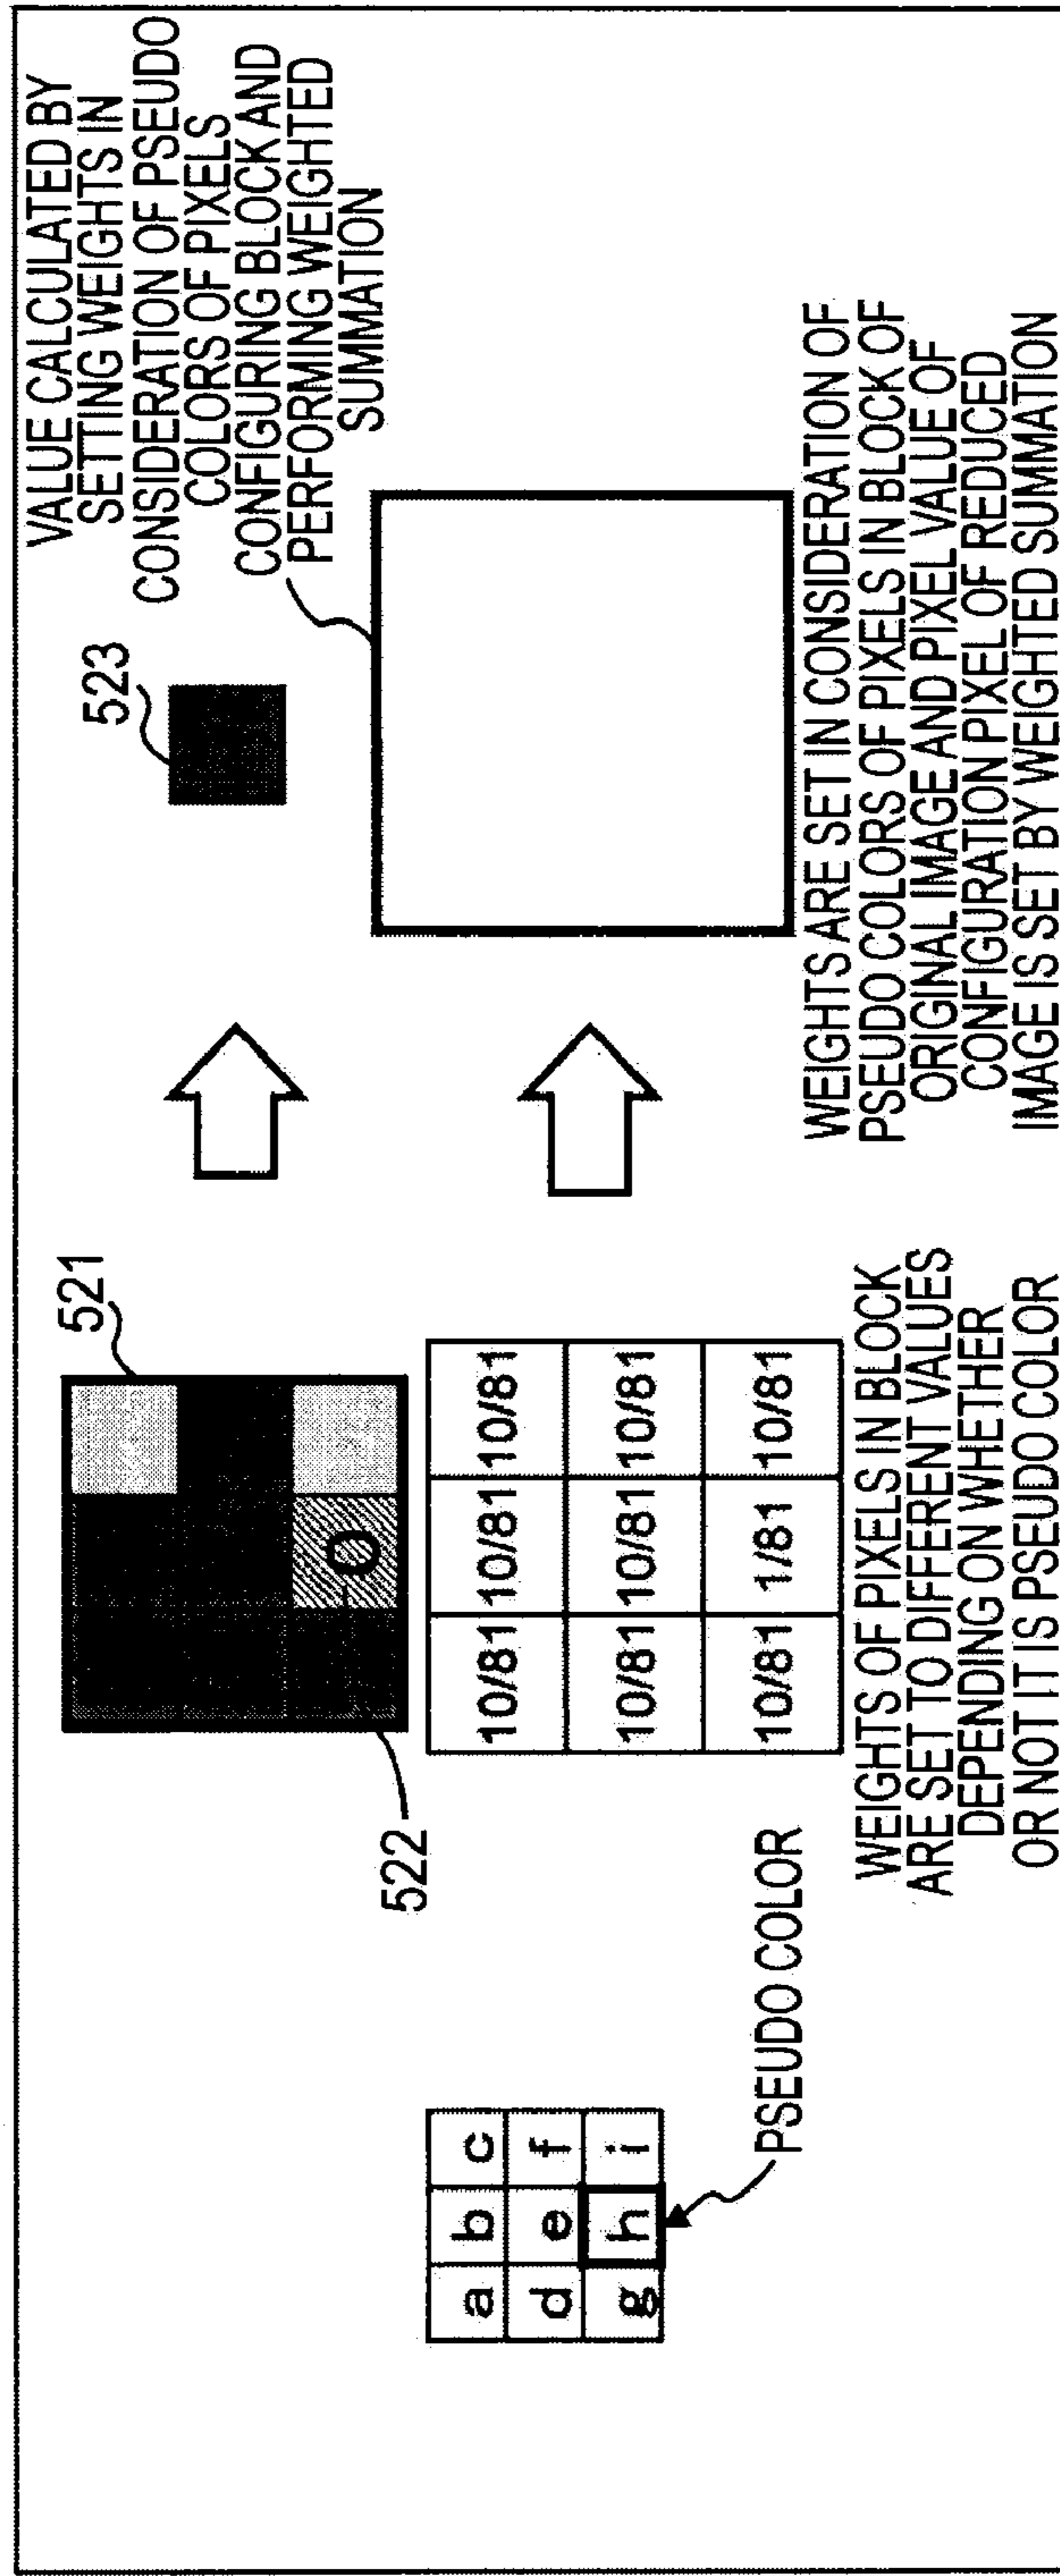 a b c
d e f
g h i
PSEUDO COLOR
521
522
10/81 10/81 10/81
10/81 10/81 10/81
10/81 1/81 10/81
WEIGHTS OF PIXELS IN BLOCK
ARE SET TO DIFFERENT VALUES
DEPENDING ON WHETHER
OR NOT IT IS PSEUDO COLOR
523
VALUE CALCULATED BY
SETTING WEIGHTS IN
CONSIDERATION OF PSEUDO
COLORS OF PIXELS
CONFIGURING BLOCK AND
PERFORMING WEIGHTED
SUMMATION
WEIGHTS ARE SET IN CONSIDERATION OF
PSEUDO COLORS OF PIXELS IN BLOCK OF
ORIGINAL IMAGE AND PIXEL VALUE OF
CONFIGURATION PIXEL OF REDUCED
IMAGE IS SET BY WEIGHTED SUMMATION